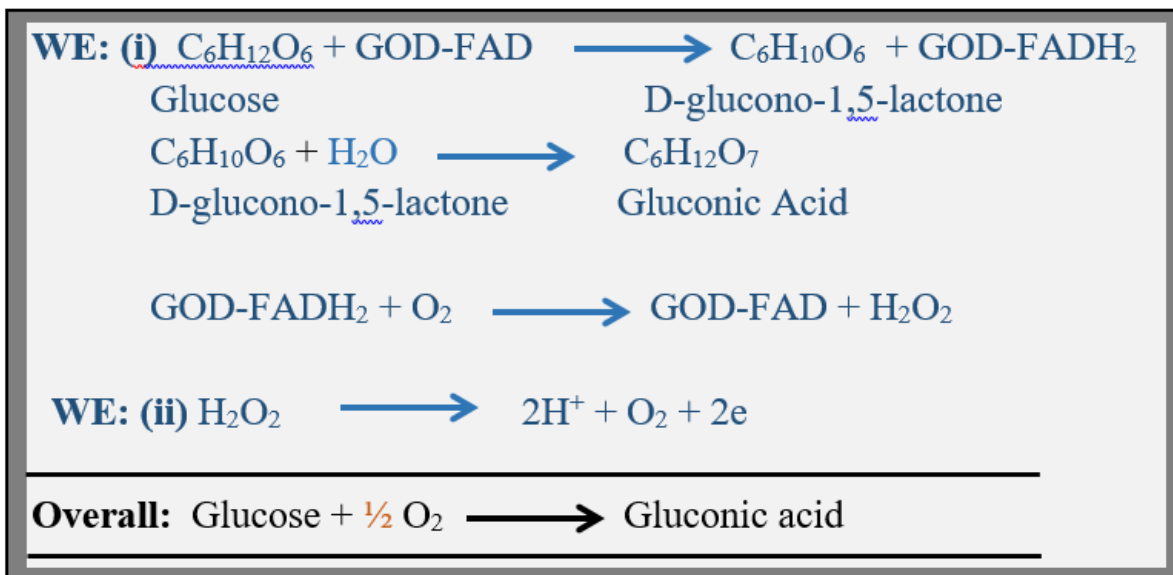 WE: (i) C₆H₁₂O₆ + GOD-FAD ⟶ C₆H₁₀O₆ + GOD-FADH₂
Glucose D-glucono-1,5-lactone
C₆H₁₀O₆ + H₂O ⟶ C₆H₁₂O₇
D-glucono-1,5-lactone Gluconic Acid
GOD-FADH₂ + O₂ ⟶ GOD-FAD + H₂O₂
WE: (ii) H₂O₂ ⟶ 2H⁺ + O₂ + 2e
Overall: Glucose + ½ O₂ ⟶ Gluconic acid